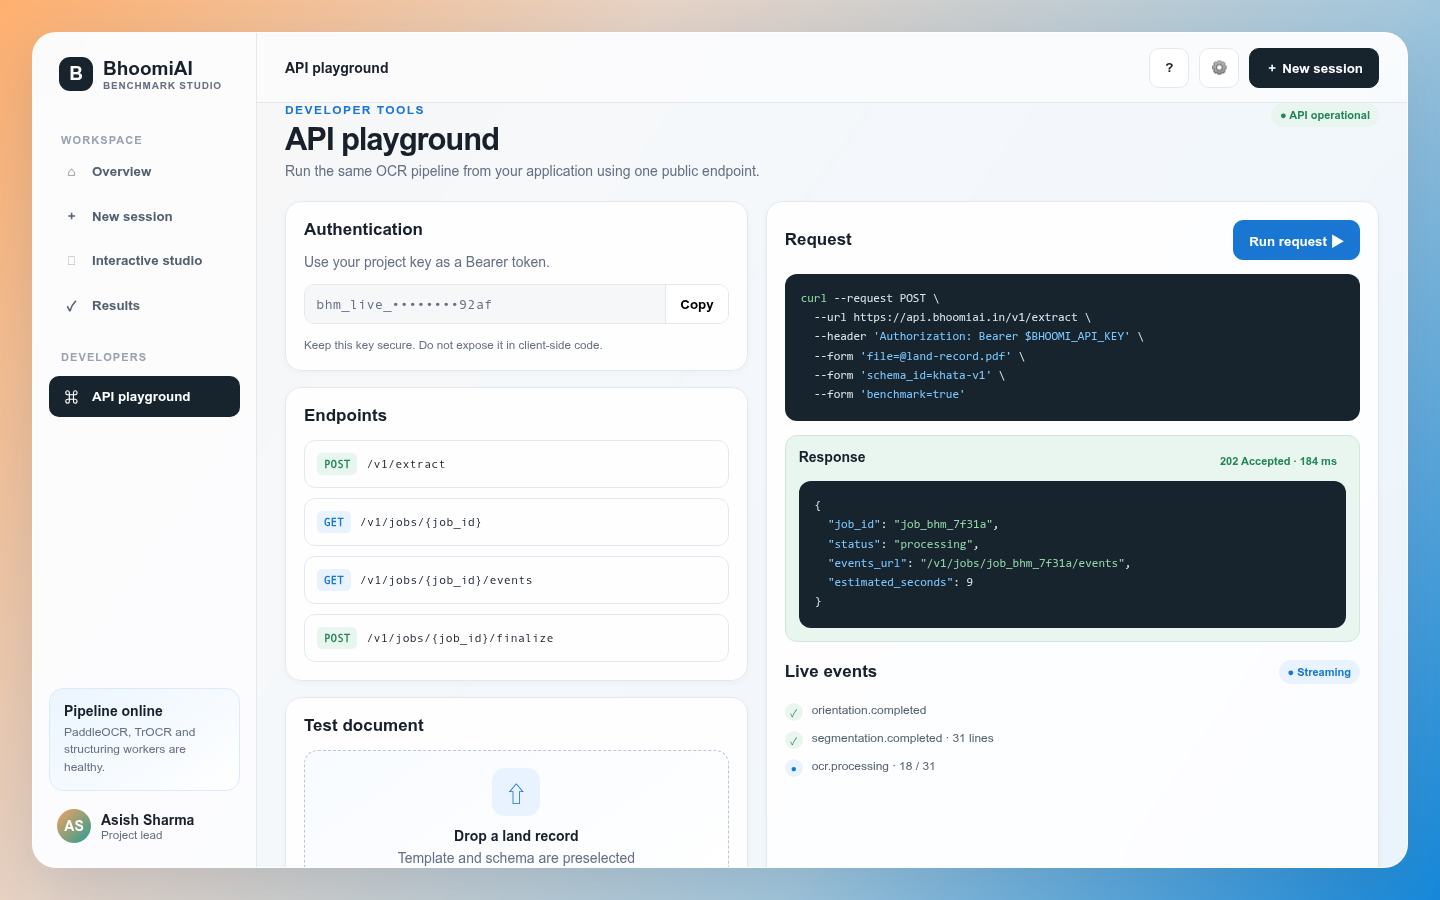 B BhoomiAI
BENCHMARK STUDIO
WORKSPACE
⌂ Overview
+ New session
Interactive studio
✓ Results
DEVELOPERS
⌘ API playground
Pipeline online
PaddleOCR, TrOCR and
structuring workers are
healthy.
AS Asish Sharma
Project lead
API playground
?
+ New session
DEVELOPER TOOLS
API playground
Run the same OCR pipeline from your application using one public endpoint.
● API operational
Authentication
Use your project key as a Bearer token.
bhm_live_••••••••92af
Copy
Keep this key secure. Do not expose it in client-side code.
Endpoints
POST /v1/extract
GET /v1/jobs/{job_id}
GET /v1/jobs/{job_id}/events
POST /v1/jobs/{job_id}/finalize
Test document
⇧
Drop a land record
Template and schema are preselected
Request
Run request ▶
curl --request POST \
  --url https://api.bhoomiai.in/v1/extract \
  --header 'Authorization: Bearer $BHOOMI_API_KEY' \
  --form 'file=@land-record.pdf' \
  --form 'schema_id=khata-v1' \
  --form 'benchmark=true'
Response
202 Accepted · 184 ms
{
  "job_id": "job_bhm_7f31a",
  "status": "processing",
  "events_url": "/v1/jobs/job_bhm_7f31a/events",
  "estimated_seconds": 9
}
Live events
● Streaming
✓ orientation.completed
✓ segmentation.completed · 31 lines
● ocr.processing · 18 / 31